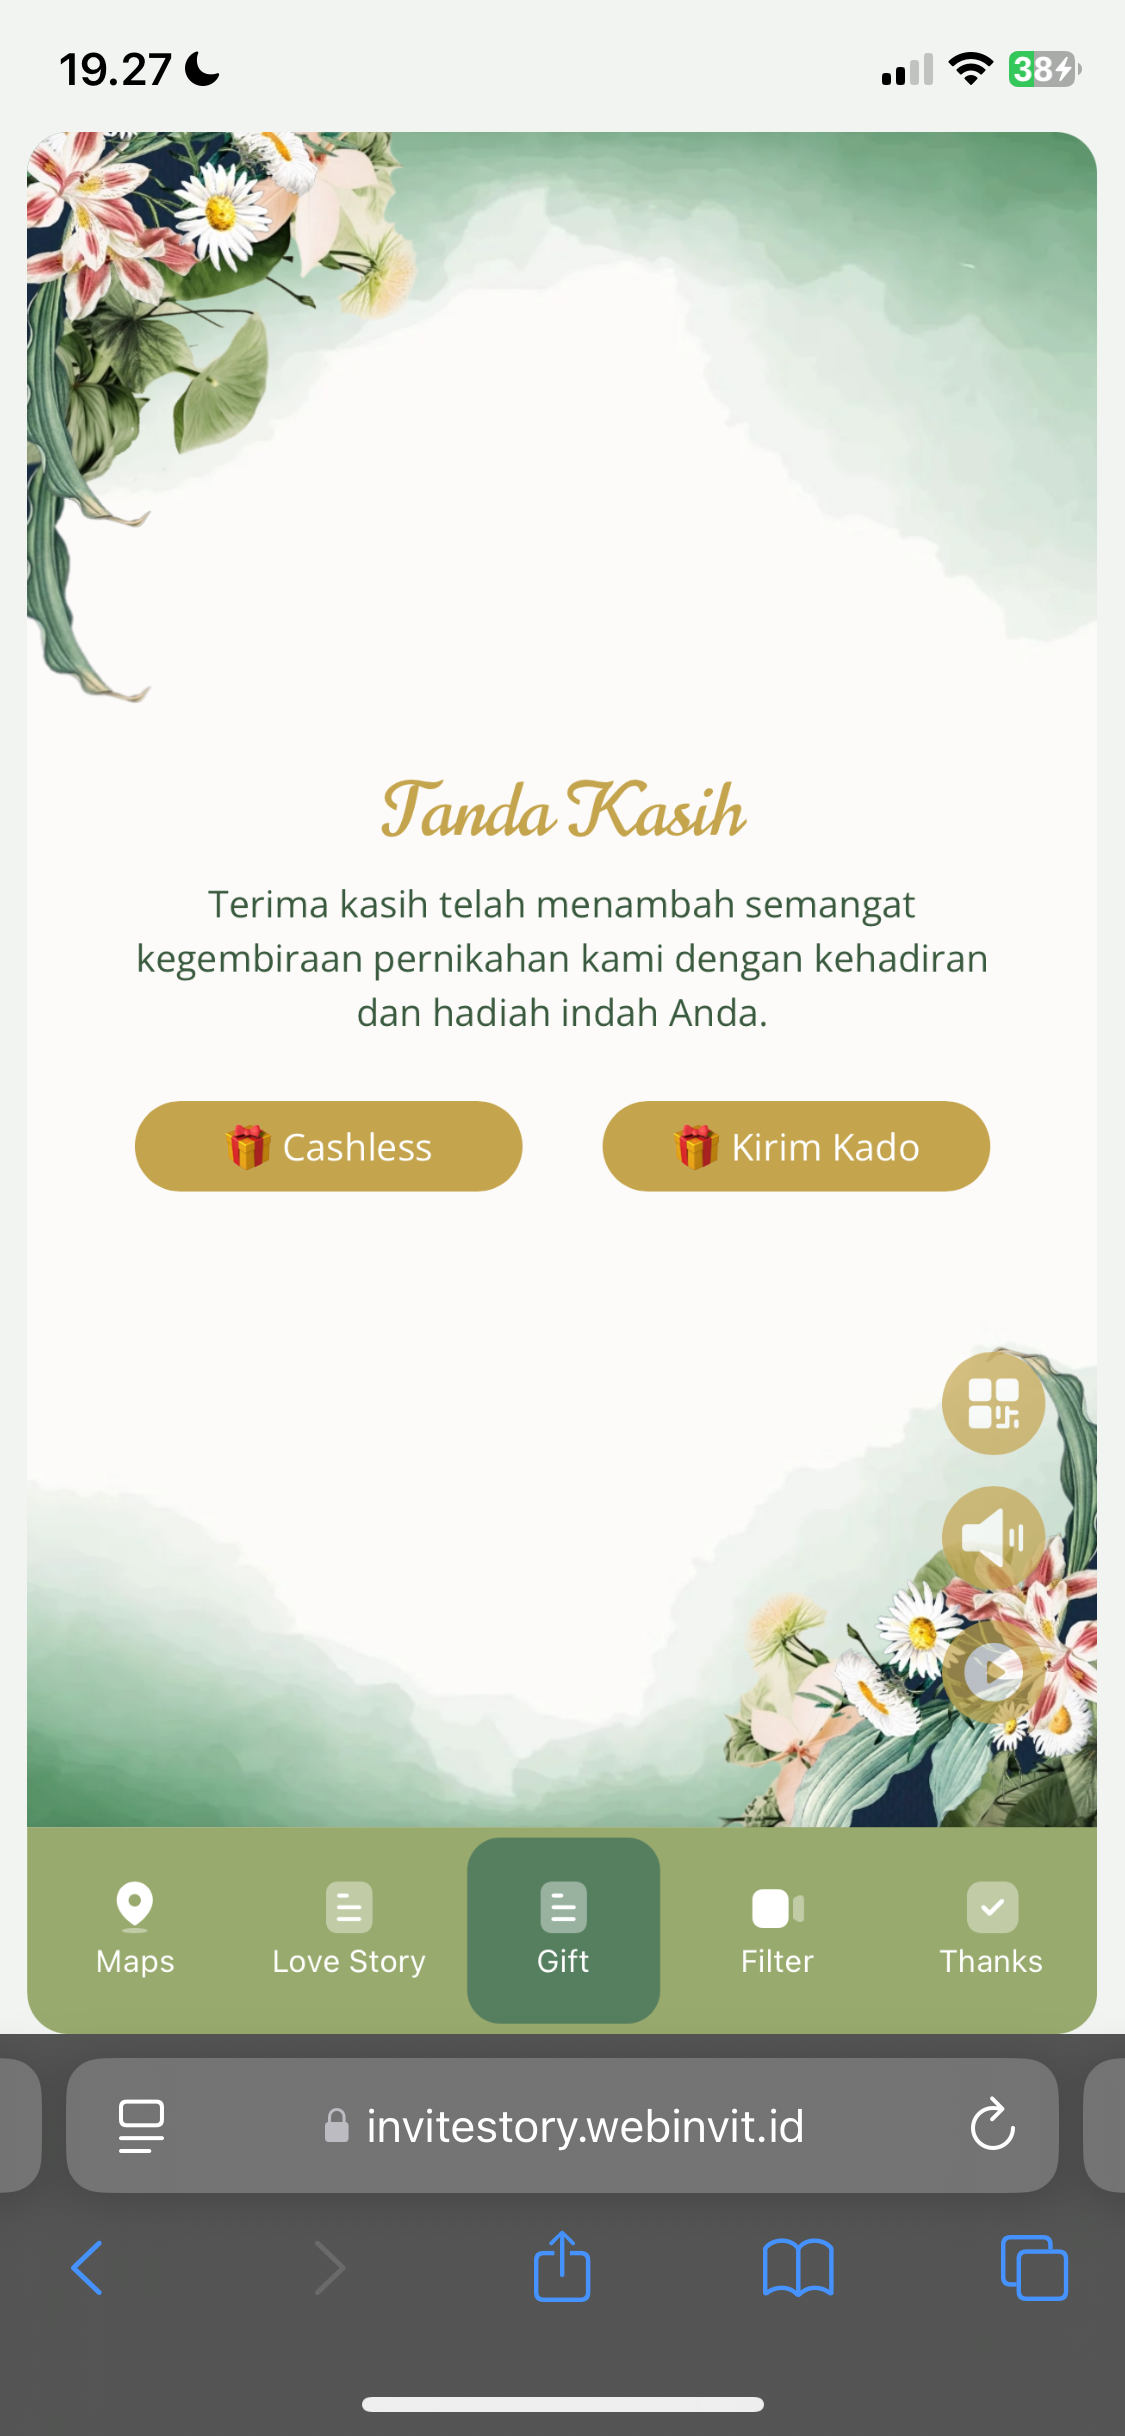 19.27
38
Tanda Kasih
Terima kasih telah menambah semangat
kegembiraan pernikahan kami dengan kehadiran
dan hadiah indah Anda.
Cashless
Kirim Kado
Maps
Love Story
Gift
Filter
Thanks
invitestory.webinvit.id